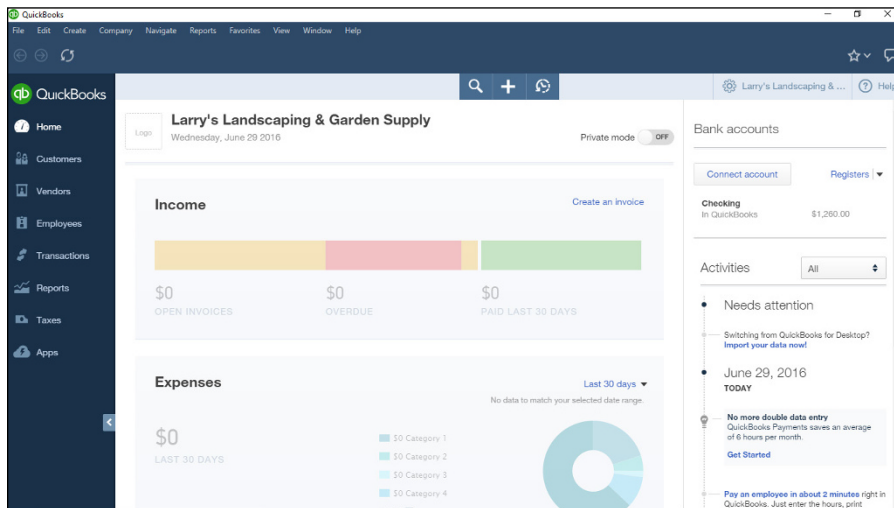 QuickBooks
File Edit Create Company Navigate Reports Favorites View Window Help
qb QuickBooks
Larry's Landscaping & ...
Help
Home
Customers
Vendors
Employees
Transactions
Reports
Taxes
Apps
Logo
Larry's Landscaping & Garden Supply
Wednesday, June 29 2016
Private mode OFF
Income
Create an invoice
$0
OPEN INVOICES
$0
OVERDUE
$0
PAID LAST 30 DAYS
Expenses
Last 30 days
No data to match your selected date range.
$0
LAST 30 DAYS
$0 Category 1
$0 Category 2
$0 Category 3
$0 Category 4
Bank accounts
Connect account
Registers
Checking
In QuickBooks $1,260.00
Activities
All
Needs attention
Switching from QuickBooks for Desktop?
Import your data now!
June 29, 2016
TODAY
No more double data entry
QuickBooks Payments saves an average
of 6 hours per month.
Get Started
Pay an employee in about 2 minutes right in
QuickBooks. Just enter the hours, print